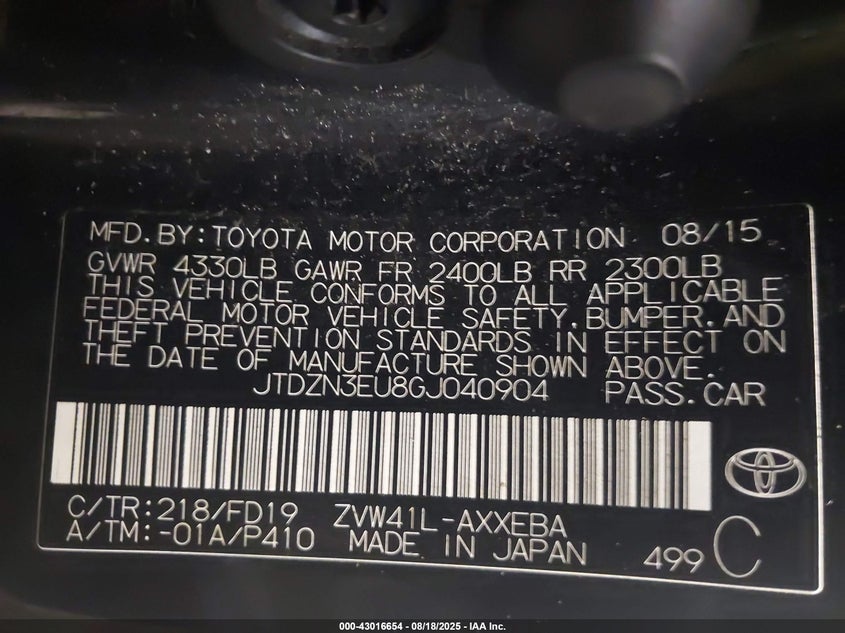 MFD.BY:TOYOTA MOTOR CORPORATION 08/15
GVWR 4330LB GAWR FR 2400LB RR 2300LB
THIS VEHICLE CONFORMS TO ALL APPLICABLE
FEDERAL MOTOR VEHICLE SAFETY,BUMPER,AND
THEFT PREVENTION STANDARDS IN EFFECT ON
THE DATE OF MANUFACTURE SHOWN ABOVE.
JTDZN3EU8GJ040904 PASS.CAR
C/TR:218/FD19 ZVW41L-AXXEBA
A/TM:-01A/P410 MADE IN JAPAN 499 C
000-43016654 — 08/18/2025 - IAA Inc.